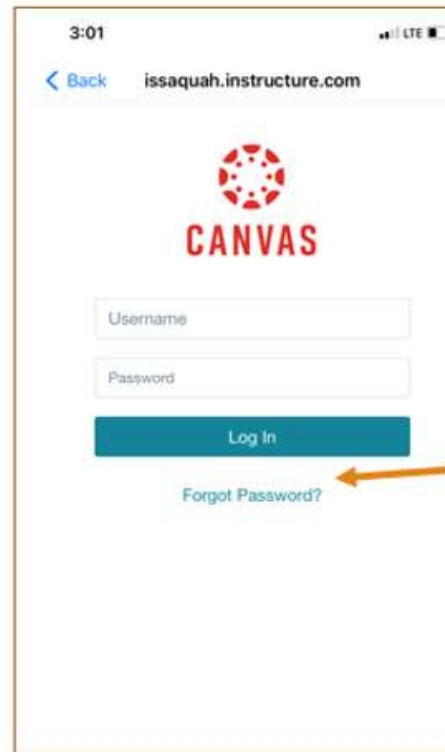 3:01 LTE
Back issaquah.instructure.com
CANVAS
Username
Password
Log In
Forgot Password?